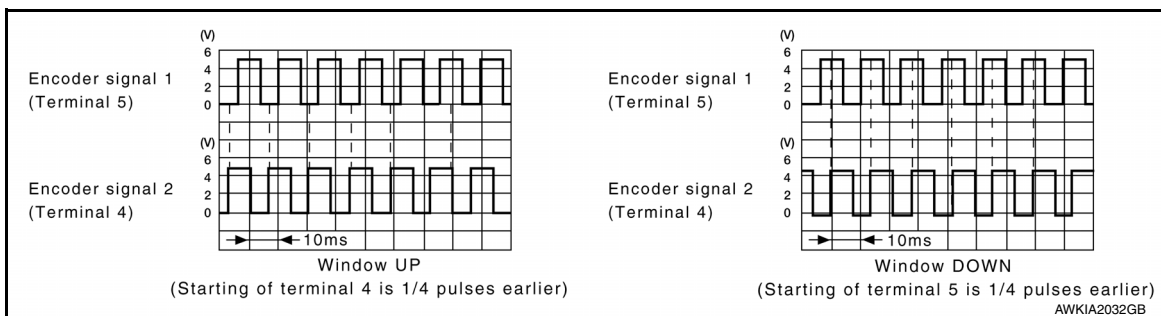 (V)
6
4
2
0
Encoder signal 1
(Terminal 5)
(V)
6
4
2
0
Encoder signal 2
(Terminal 4)
10ms
Window UP
(Starting of terminal 4 is 1/4 pulses earlier)
(V)
6
4
2
0
Encoder signal 1
(Terminal 5)
(V)
6
4
2
0
Encoder signal 2
(Terminal 4)
10ms
Window DOWN
(Starting of terminal 5 is 1/4 pulses earlier)
AWKIA2032GB